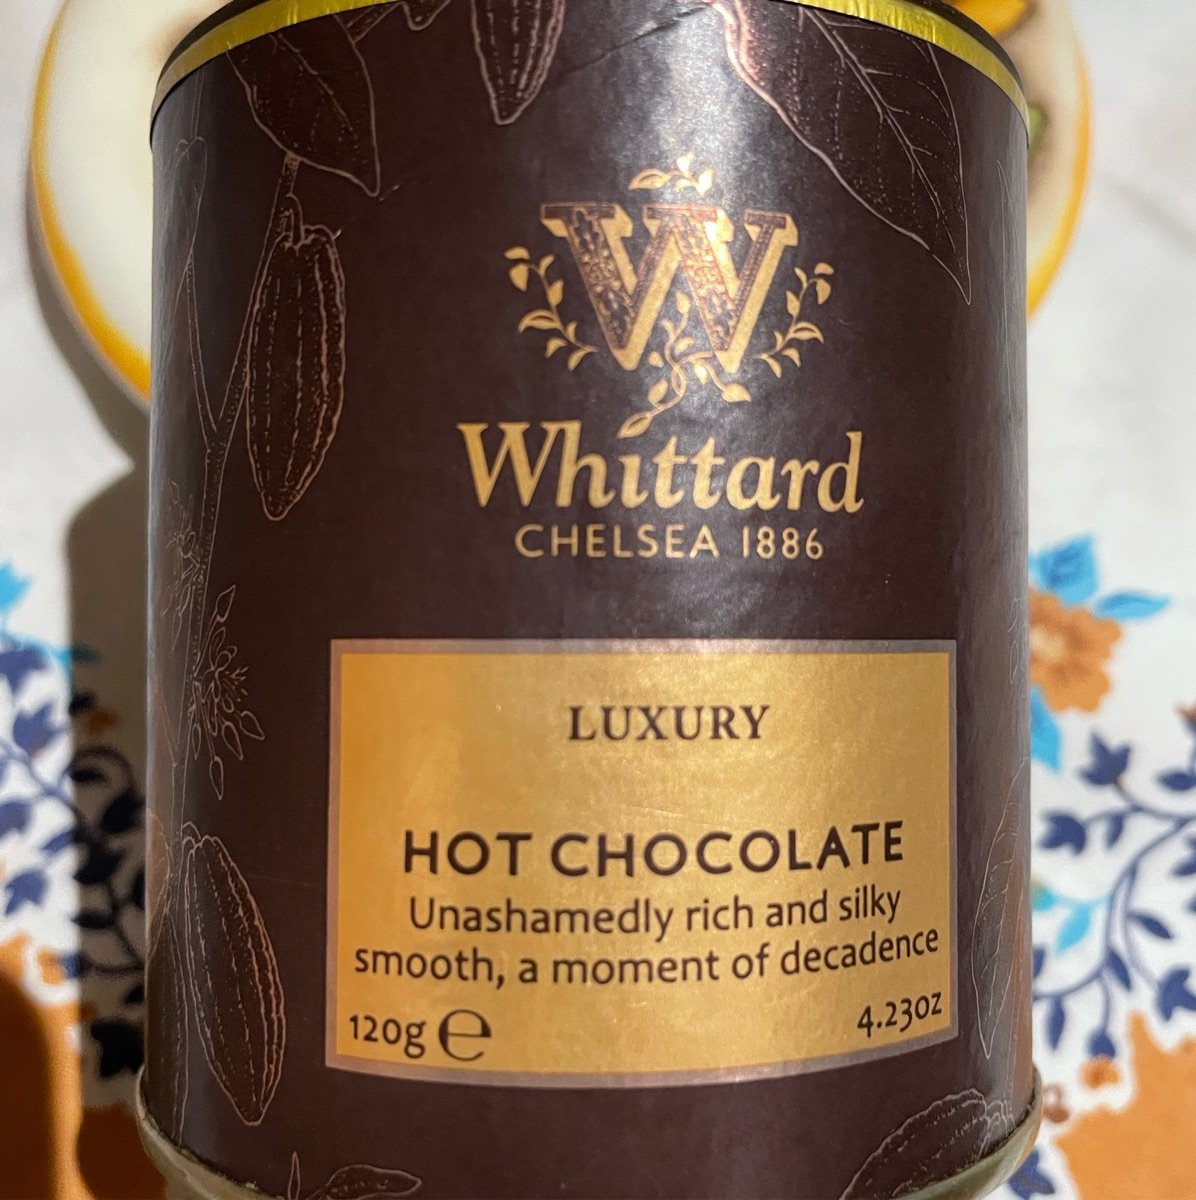 W
Whittard
CHELSEA 1886
LUXURY
HOT CHOCOLATE
Unashamedly rich and silky
smooth, a moment of decadence
120g ℮ 4.23oz